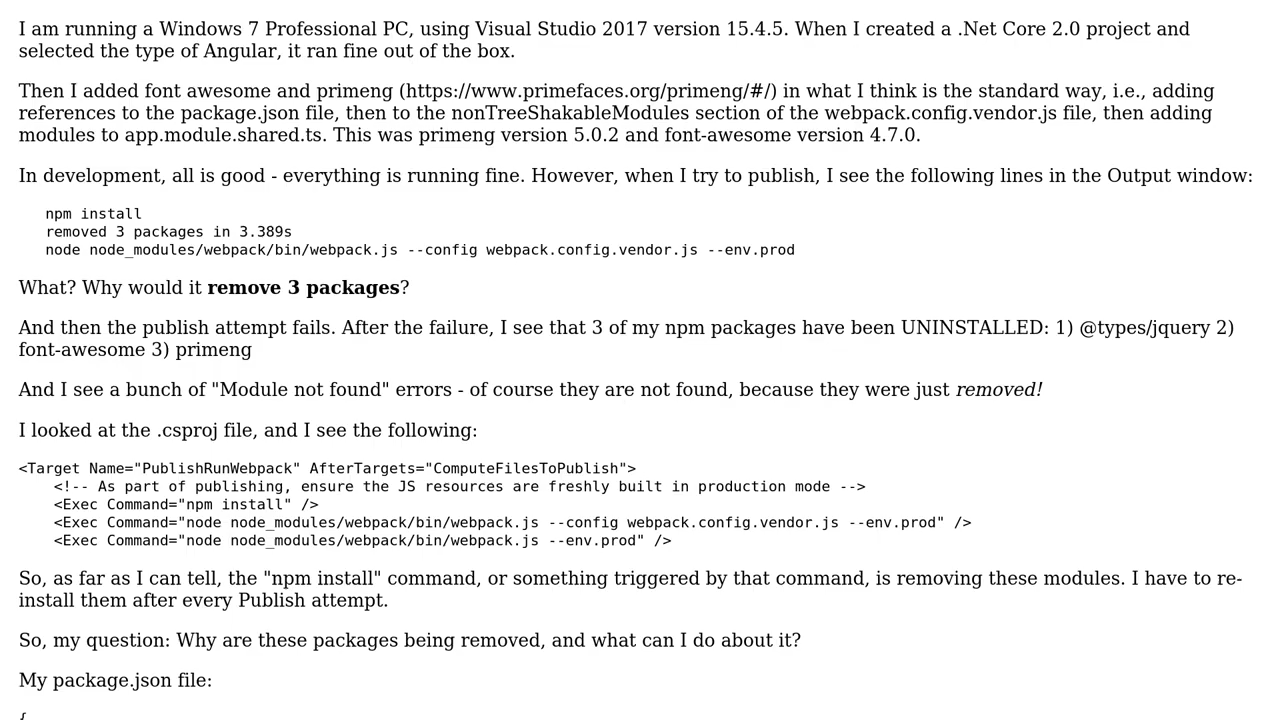 I am running a Windows 7 Professional PC, using Visual Studio 2017 version 15.4.5. When I created a .Net Core 2.0 project and
selected the type of Angular, it ran fine out of the box.
Then I added font awesome and primeng (https://www.primefaces.org/primeng/#/) in what I think is the standard way, i.e., adding
references to the package.json file, then to the nonTreeShakableModules section of the webpack.config.vendor.js file, then adding
modules to app.module.shared.ts. This was primeng version 5.0.2 and font-awesome version 4.7.0.
In development, all is good - everything is running fine. However, when I try to publish, I see the following lines in the Output window:
npm install
removed 3 packages in 3.389s
node node_modules/webpack/bin/webpack.js --config webpack.config.vendor.js --env.prod
What? Why would it remove 3 packages?
And then the publish attempt fails. After the failure, I see that 3 of my npm packages have been UNINSTALLED: 1) @types/jquery 2)
font-awesome 3) primeng
And I see a bunch of "Module not found" errors - of course they are not found, because they were just removed!
I looked at the .csproj file, and I see the following:
<Target Name="PublishRunWebpack" AfterTargets="ComputeFilesToPublish">
    <!-- As part of publishing, ensure the JS resources are freshly built in production mode -->
    <Exec Command="npm install" />
    <Exec Command="node node_modules/webpack/bin/webpack.js --config webpack.config.vendor.js --env.prod" />
    <Exec Command="node node_modules/webpack/bin/webpack.js --env.prod" />
So, as far as I can tell, the "npm install" command, or something triggered by that command, is removing these modules. I have to re-
install them after every Publish attempt.
So, my question: Why are these packages being removed, and what can I do about it?
My package.json file:
{